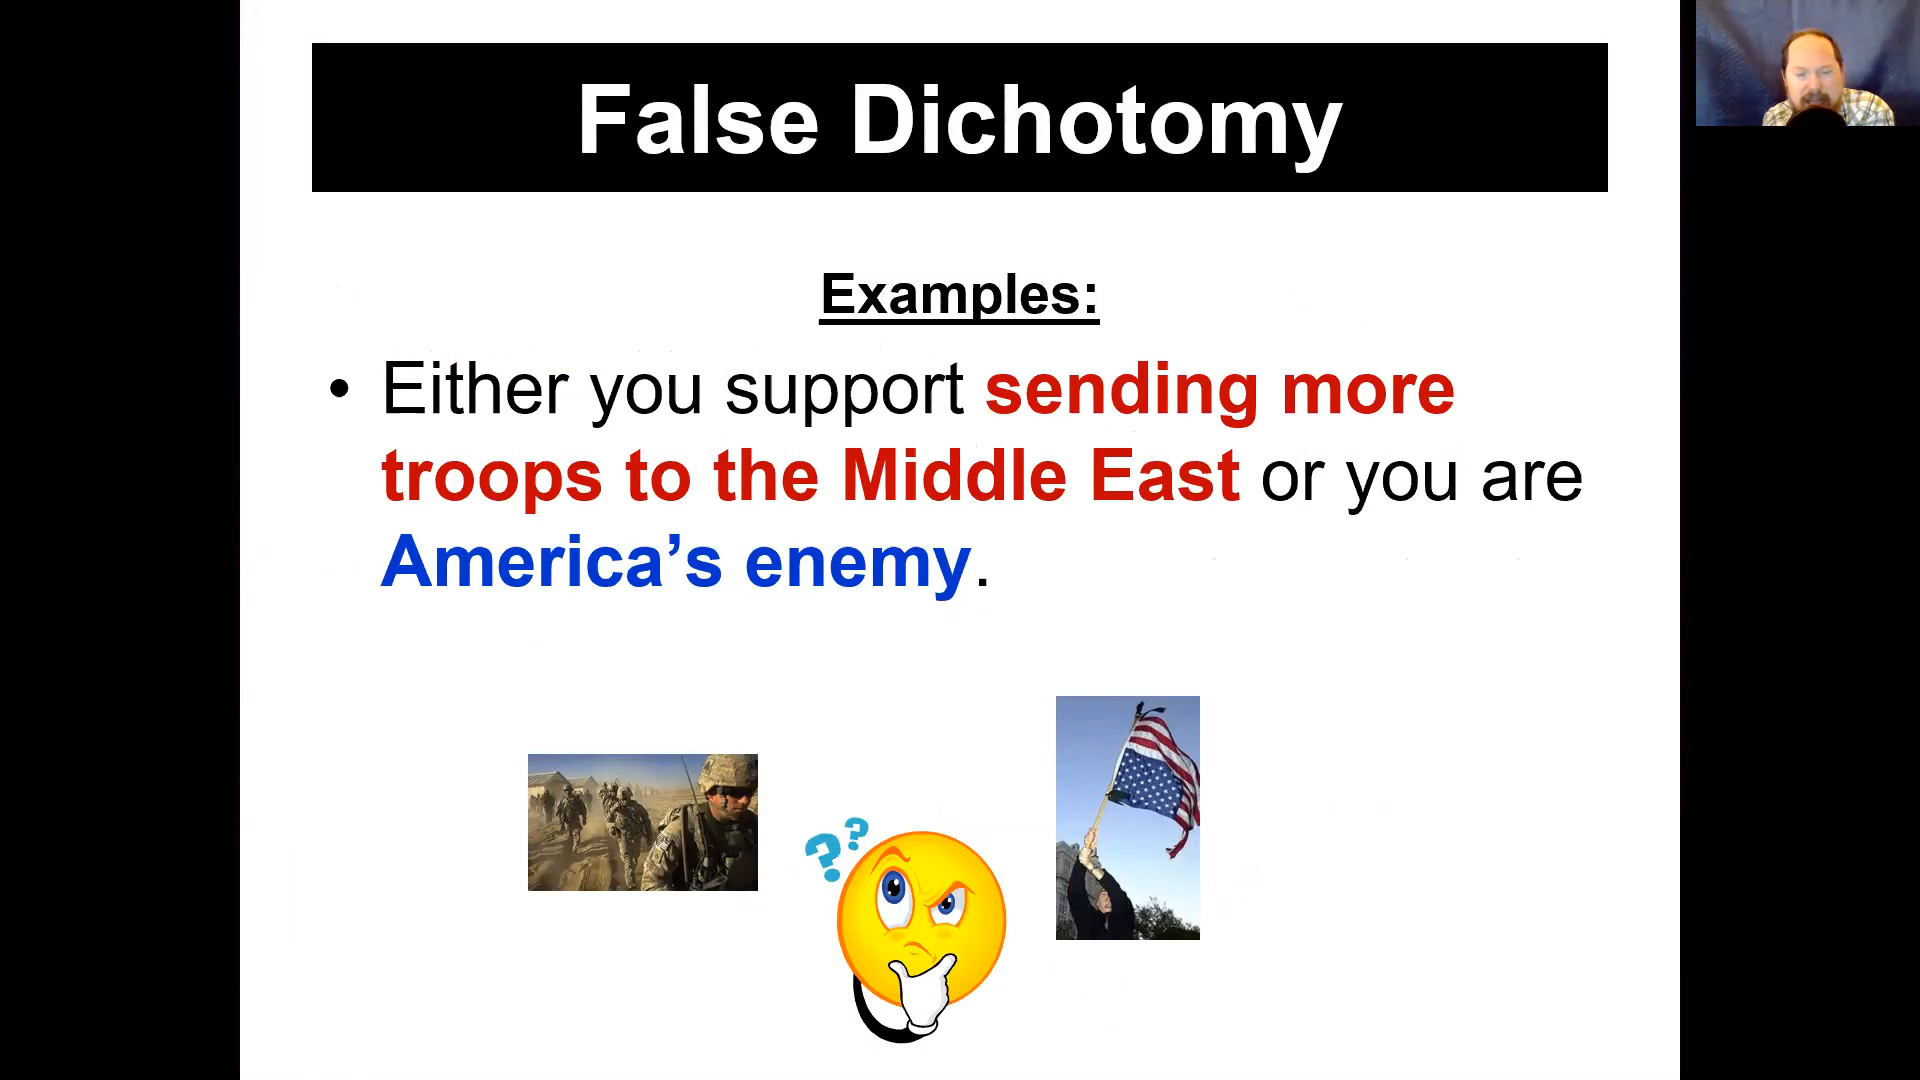 False Dichotomy
Examples:
• Either you support sending more
troops to the Middle East or you are
America’s enemy.
??